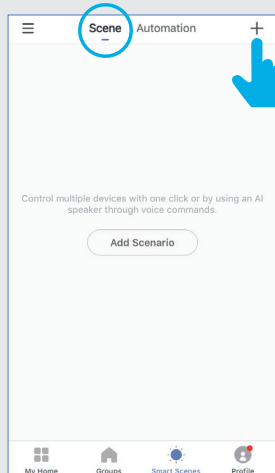 Scene Automation
Control multiple devices with one click or by using an AI
speaker through voice commands.
Add Scenario
My Home Groups Smart Scenes Profile